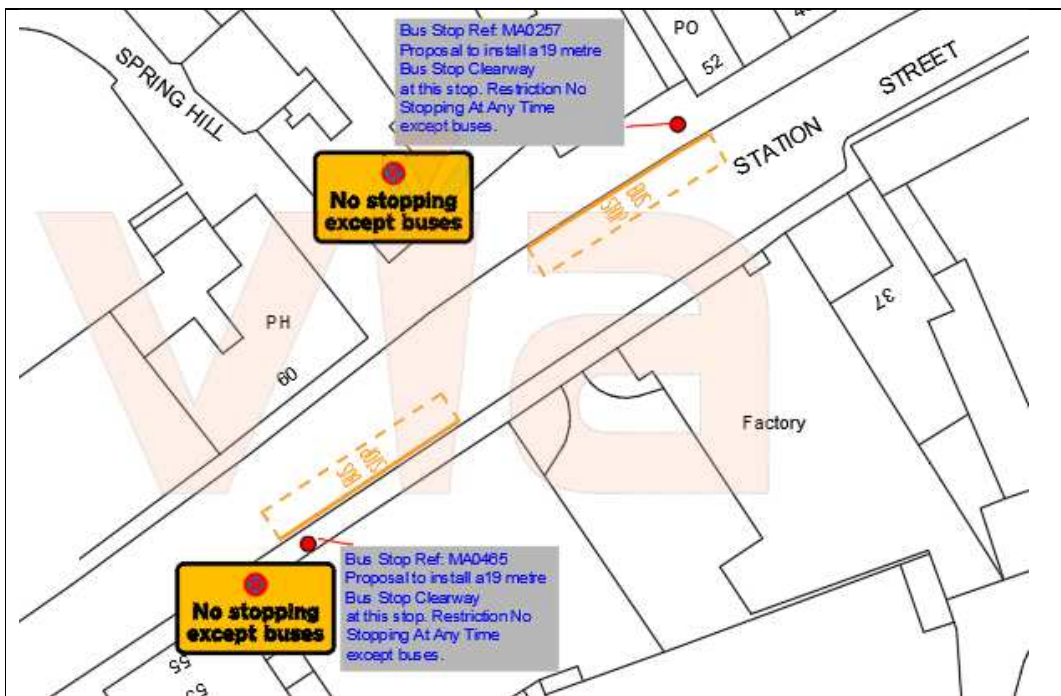 Bus Stop Ref: MA0257
Proposal to install a 19 metre
Bus Stop Clearway
at this stop. Restriction No
Stopping At Any Time
except buses.
PO
52
SPRING HILL
STREET
STATION
No stopping
except buses
BUS
STOP
via
PH
60
37
Factory
BUS
STOP
Bus Stop Ref: MA0465
Proposal to install a 19 metre
Bus Stop Clearway
at this stop. Restriction No
Stopping At Any Time
except buses.
No stopping
except buses
55